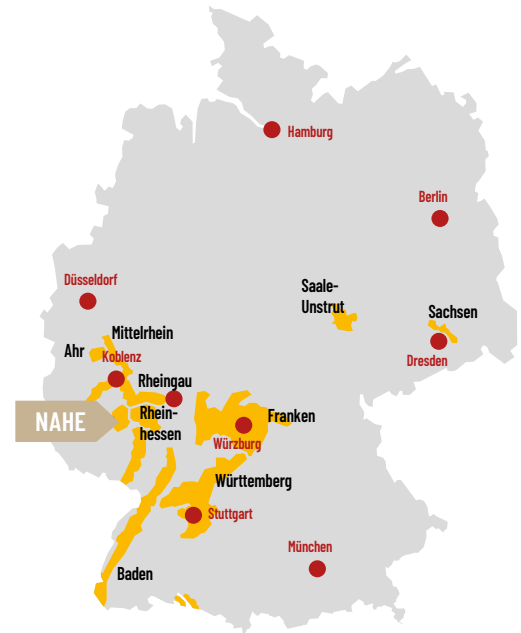 Hamburg
Berlin
Düsseldorf
Saale-
Unstrut
Sachsen
Mittelrhein
Ahr
Koblenz
Dresden
Rheingau
NAHE
Rhein-
hessen
Franken
Würzburg
Württemberg
Stuttgart
München
Baden